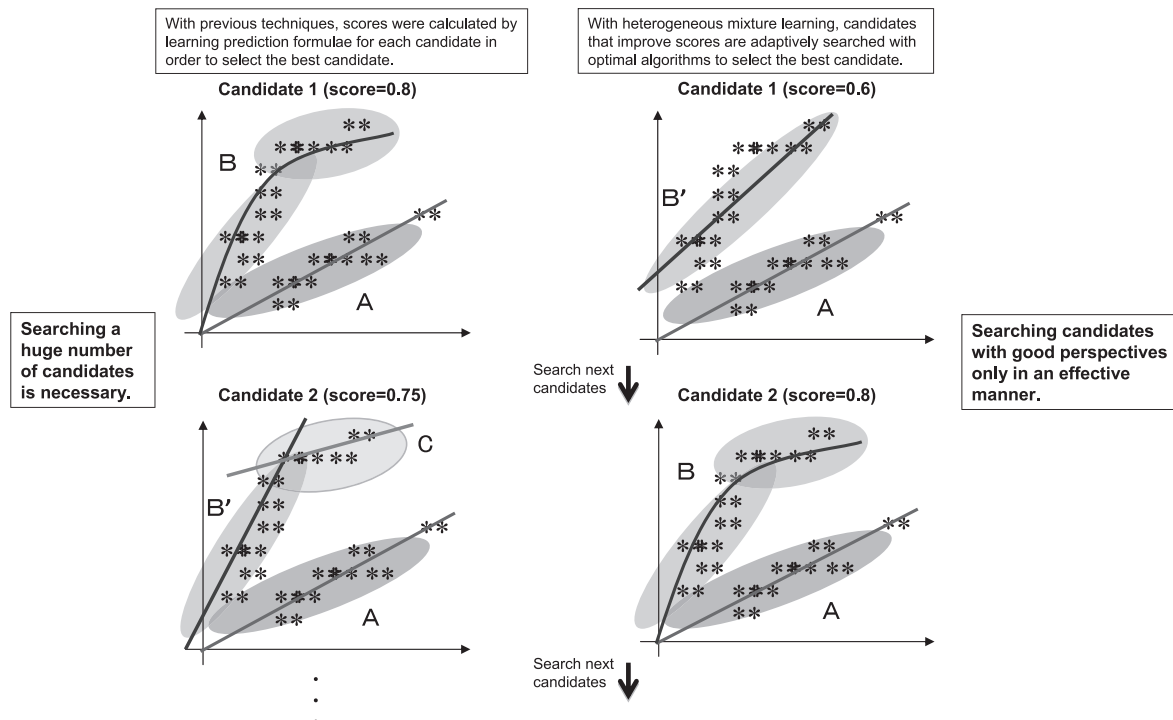 With previous techniques, scores were calculated by
learning prediction formulae for each candidate in
order to select the best candidate.
Candidate 1 (score=0.8)
B
A
Searching a
huge number
of candidates
is necessary.
Candidate 2 (score=0.75)
C
B'
A
With heterogeneous mixture learning, candidates
that improve scores are adaptively searched with
optimal algorithms to select the best candidate.
Candidate 1 (score=0.6)
B'
A
Search next
candidates
Searching candidates
with good perspectives
only in an effective
manner.
Candidate 2 (score=0.8)
B
A
Search next
candidates